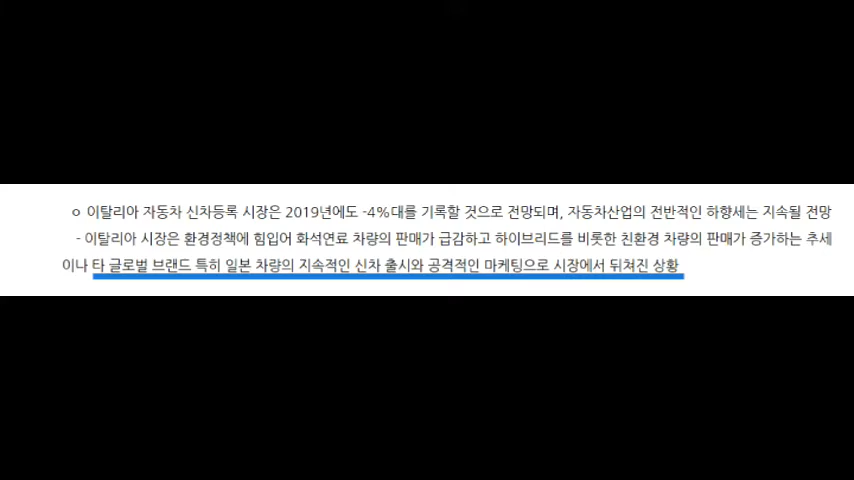 ㅇ 이탈리아 자동차 신차등록 시장은 2019년에도 -4%대를 기록할 것으로 전망되며, 자동차산업의 전반적인 하향세는 지속될 전망
- 이탈리아 시장은 환경정책에 힘입어 화석연료 차량의 판매가 급감하고 하이브리드를 비롯한 친환경 차량의 판매가 증가하는 추세
이나 타 글로벌 브랜드 특히 일본 차량의 지속적인 신차 출시와 공격적인 마케팅으로 시장에서 뒤쳐진 상황